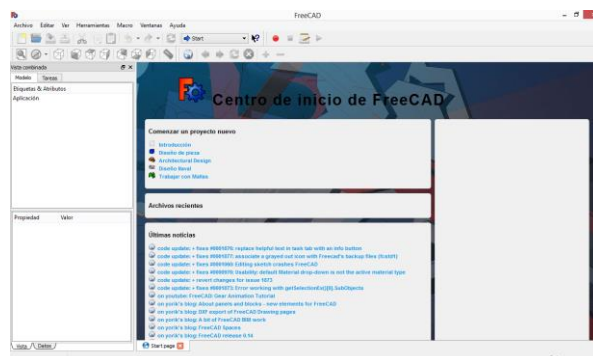 FreeCAD
Archivo Editar Ver Herramientas Macro Ventanas Ayuda
Start
Vista combinada
Modelo Tareas
Etiquetas & Atributos
Aplicación
Propiedad Valor
Vista Datos
Centro de inicio de FreeCAD
Comenzar un proyecto nuevo
Introducción
Diseño de pieza
Architectural Design
Diseño Naval
Trabajar con Mallas
Archivos recientes
Últimas noticias
code update: + fixes #0001076: replace helpful text in task tab with an info button
code update: + fixes #0001077: associate a grayed out icon with Freecad's backup files (fcstd1)
code update: + fixes Editing sketch crashes FreeCAD
code update: + fixes Usability: default Material drop-down is not the active material type
code update: + revert changes for issue 1073
code update: + fixes #0001073: Error working with getSelectionEx()[0].SubObjects
on youtube: FreeCAD: Gear Animation Tutorial
on yorik's blog: About panels and blocks - new elements for FreeCAD
on yorik's blog: DXF export of FreeCAD Drawing pages
on yorik's blog: A bit of FreeCAD BIM work
on yorik's blog: FreeCAD Spaces
on yorik's blog: FreeCAD release 0.14
Start page